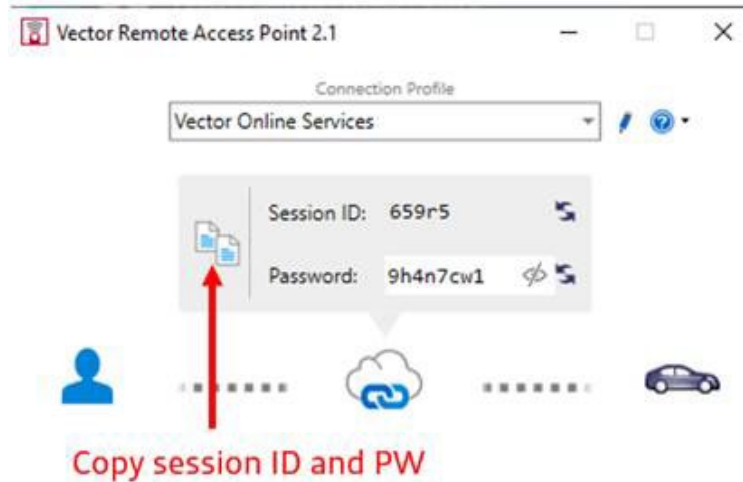 Vector Remote Access Point 2.1
Connection Profile
Vector Online Services
Session ID: 659r5
Password: 9h4n7cw1
Copy session ID and PW